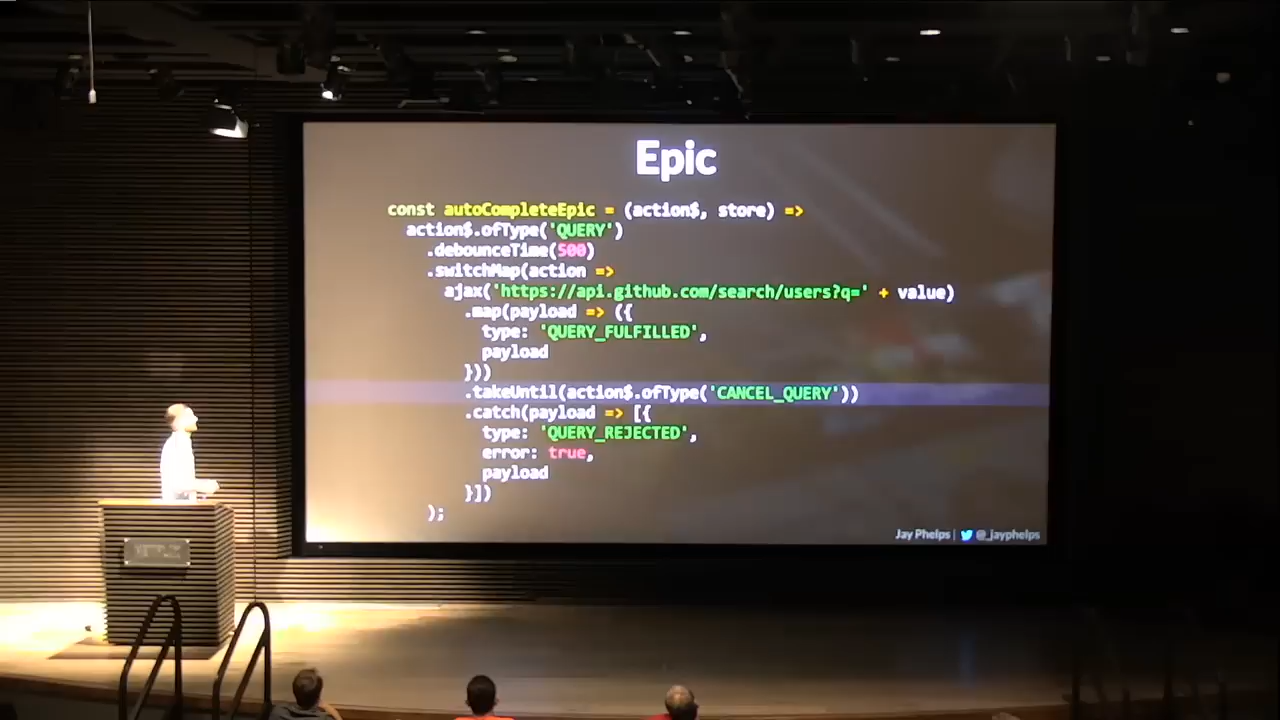 Epic
const autoCompleteEpic = (action$, store) =>
action$.ofType('QUERY')
.debounceTime(500)
.switchMap(action =>
ajax('https://api.github.com/search/users?q=' + value)
.map(payload => ({
type: 'QUERY_FULFILLED',
payload
}))
.takeUntil(action$.ofType('CANCEL_QUERY'))
.catch(payload => [{
type: 'QUERY_REJECTED',
error: true,
payload
}])
);
Jay Phelps | @_jayphelps
NETFLIX